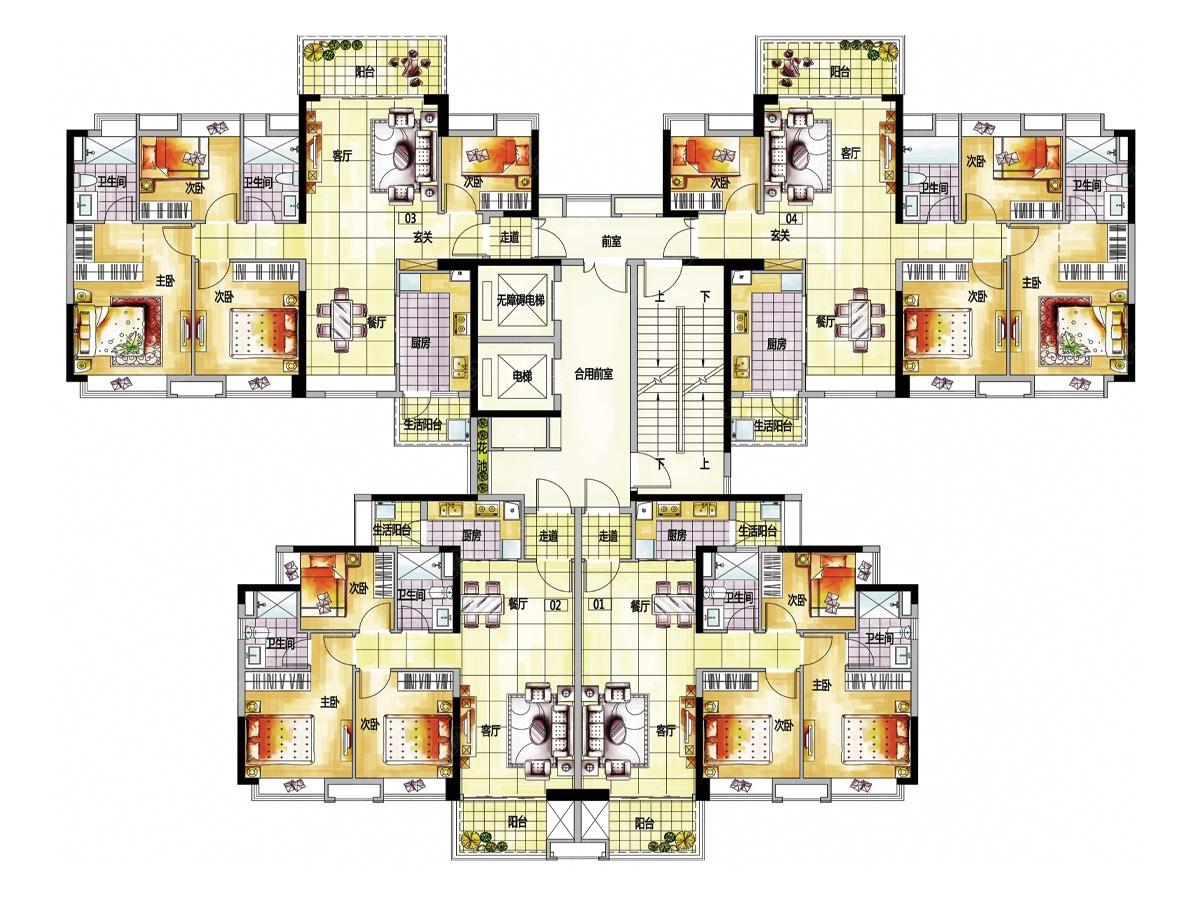 阳台
阳台
客厅
次卧
次卧
客厅
卫生间
次卧
卫生间
次卧
卫生间
卫生间
03
04
玄关
走道
前室
玄关
主卧
次卧
无障碍电梯
上
下
次卧
主卧
餐厅
厨房
厨房
餐厅
电梯
合用前室
生活阳台
花池
生活阳台
下
上
生活阳台
厨房
走道
走道
厨房
生活阳台
次卧
卫生间
餐厅
02
01
餐厅
卫生间
次卧
卫生间
卫生间
主卧
次卧
客厅
客厅
次卧
主卧
阳台
阳台